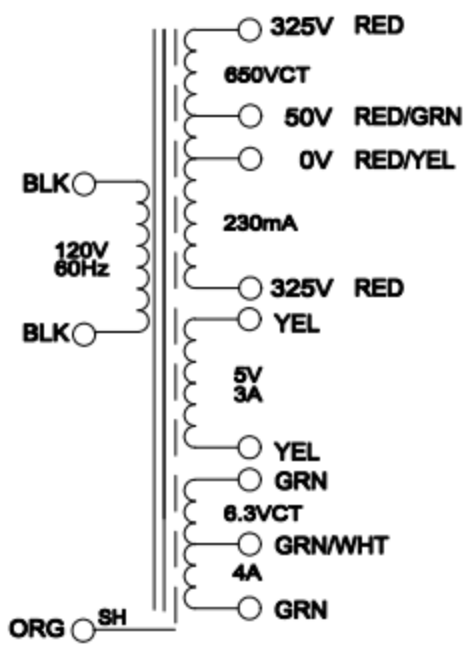 325V RED
650VCT
50V RED/GRN
0V RED/YEL
BLK
230mA
120V
60Hz
325V RED
YEL
BLK
5V
3A
YEL
GRN
6.3VCT
GRN/WHT
4A
GRN
SH
ORG